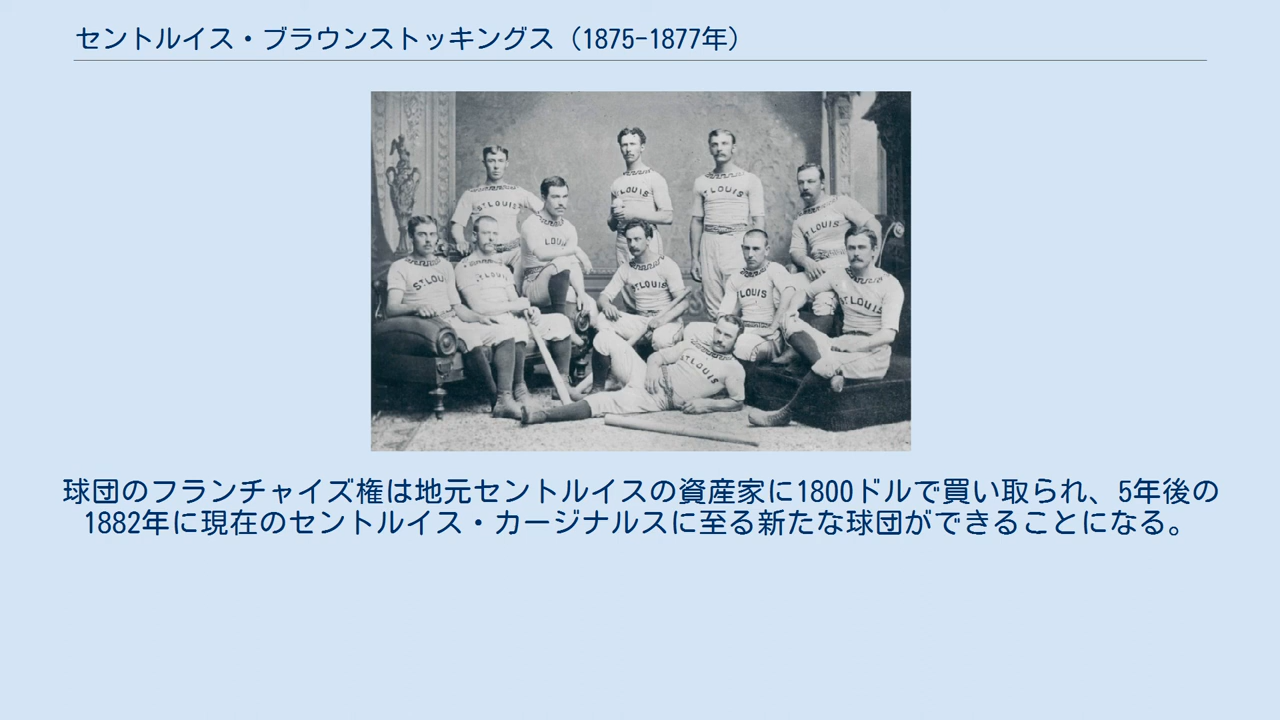 セントルイス・ブラウンストッキングス（1875-1877年）
ST.LOUIS
T.LOUIS
T LOUIS
LOUI
T LOUIS
ST.LOUIS
T.LOUIS
ST.LOUIS
T LOUIS
ST.LOUIS
ST.LOUIS
球団のフランチャイズ権は地元セントルイスの資産家に1800ドルで買い取られ、5年後の
1882年に現在のセントルイス・カージナルスに至る新たな球団ができることになる。